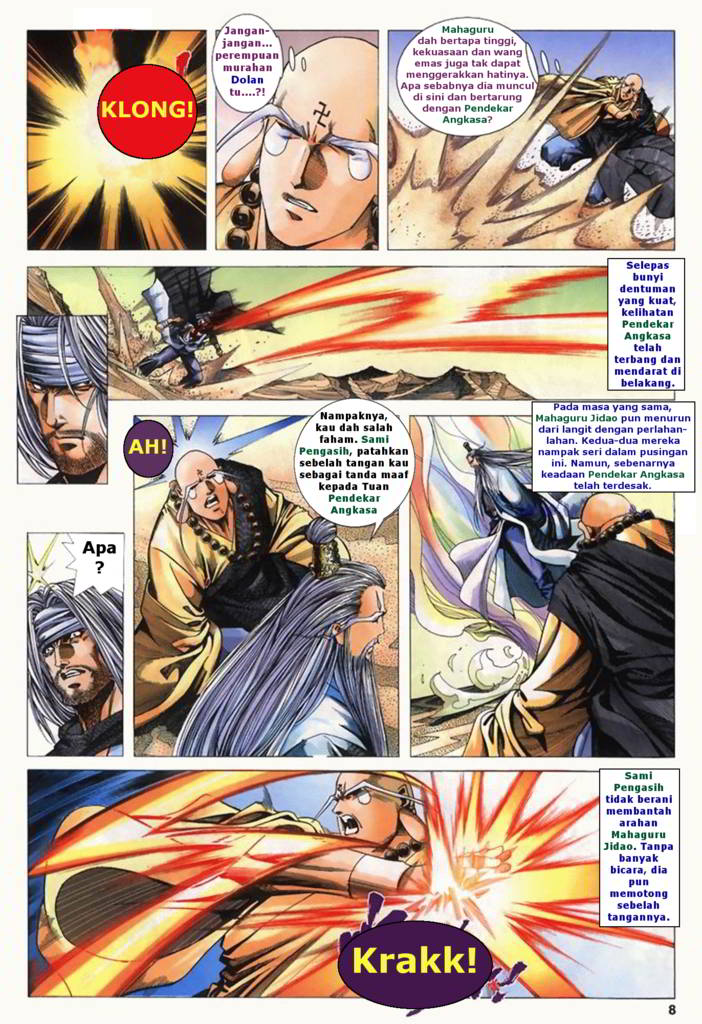 KLONG!
Jangan-
jangan...
perempuan
murahan
Dolan
tu....?!
Mahaguru
dah bertapa tinggi,
kekuasaan dan wang
emas juga tak dapat
menggerakkan hatinya.
Apa sebabnya dia muncul
di sini dan bertarung
dengan Pendekar
Angkasa?
Selepas
bunyi
dentuman
yang kuat,
kelihatan
Pendekar
Angkasa
telah
terbang dan
mendarat di
belakang.
AH!
Nampaknya,
kau dah salah
faham. Sami
Pengasih, patahkan
sebelah tangan kau
sebagai tanda maaf
kepada Tuan
Pendekar
Angkasa
Pada masa yang sama,
Mahaguru Jidao pun menurun
dari langit dengan perlahan-
lahan. Kedua-dua mereka
nampak seri dalam pusingan
ini. Namun, sebenarnya
keadaan Pendekar Angkasa
telah terdesak.
Apa
?
Sami
Pengasih
tidak berani
membantah
arahan
Mahaguru
Jidao. Tanpa
banyak
bicara, dia
pun
memotong
sebelah
tangannya.
Krakk!
8